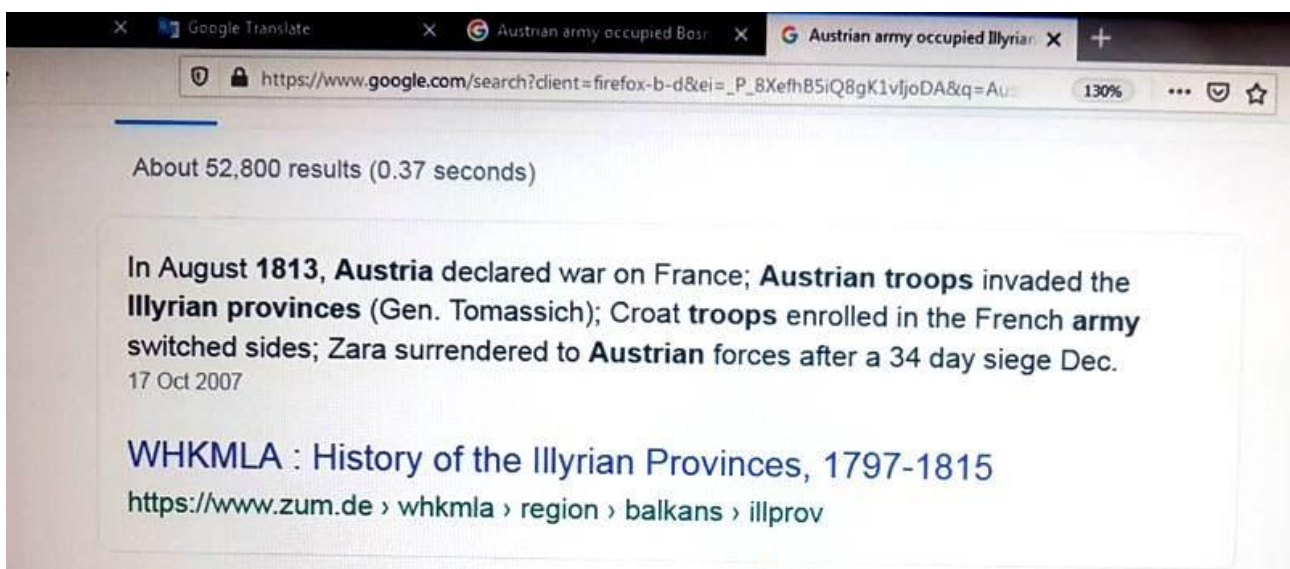 Google Translate
Austrian army occupied Bosr
Austrian army occupied Illyrian
https://www.google.com/search?client=firefox-b-d&ei=_P_8XefhB5iQ8gK1vIjoDA&q=Au
130%
About 52,800 results (0.37 seconds)
In August 1813, Austria declared war on France; Austrian troops invaded the
Illyrian provinces (Gen. Tomassich); Croat troops enrolled in the French army
switched sides; Zara surrendered to Austrian forces after a 34 day siege Dec.
17 Oct 2007
WHKMLA : History of the Illyrian Provinces, 1797-1815
https://www.zum.de › whkmla › region › balkans › illprov